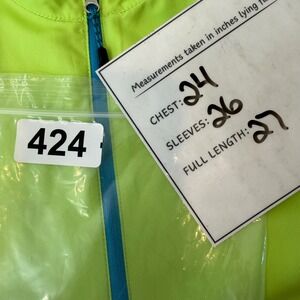 Measurements taken in inches lying
CHEST: 24
SLEEVES: 26
FULL LENGTH: 27
424